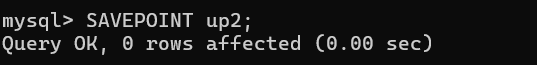 mysql> SAVEPOINT up2;
Query OK, 0 rows affected (0.00 sec)